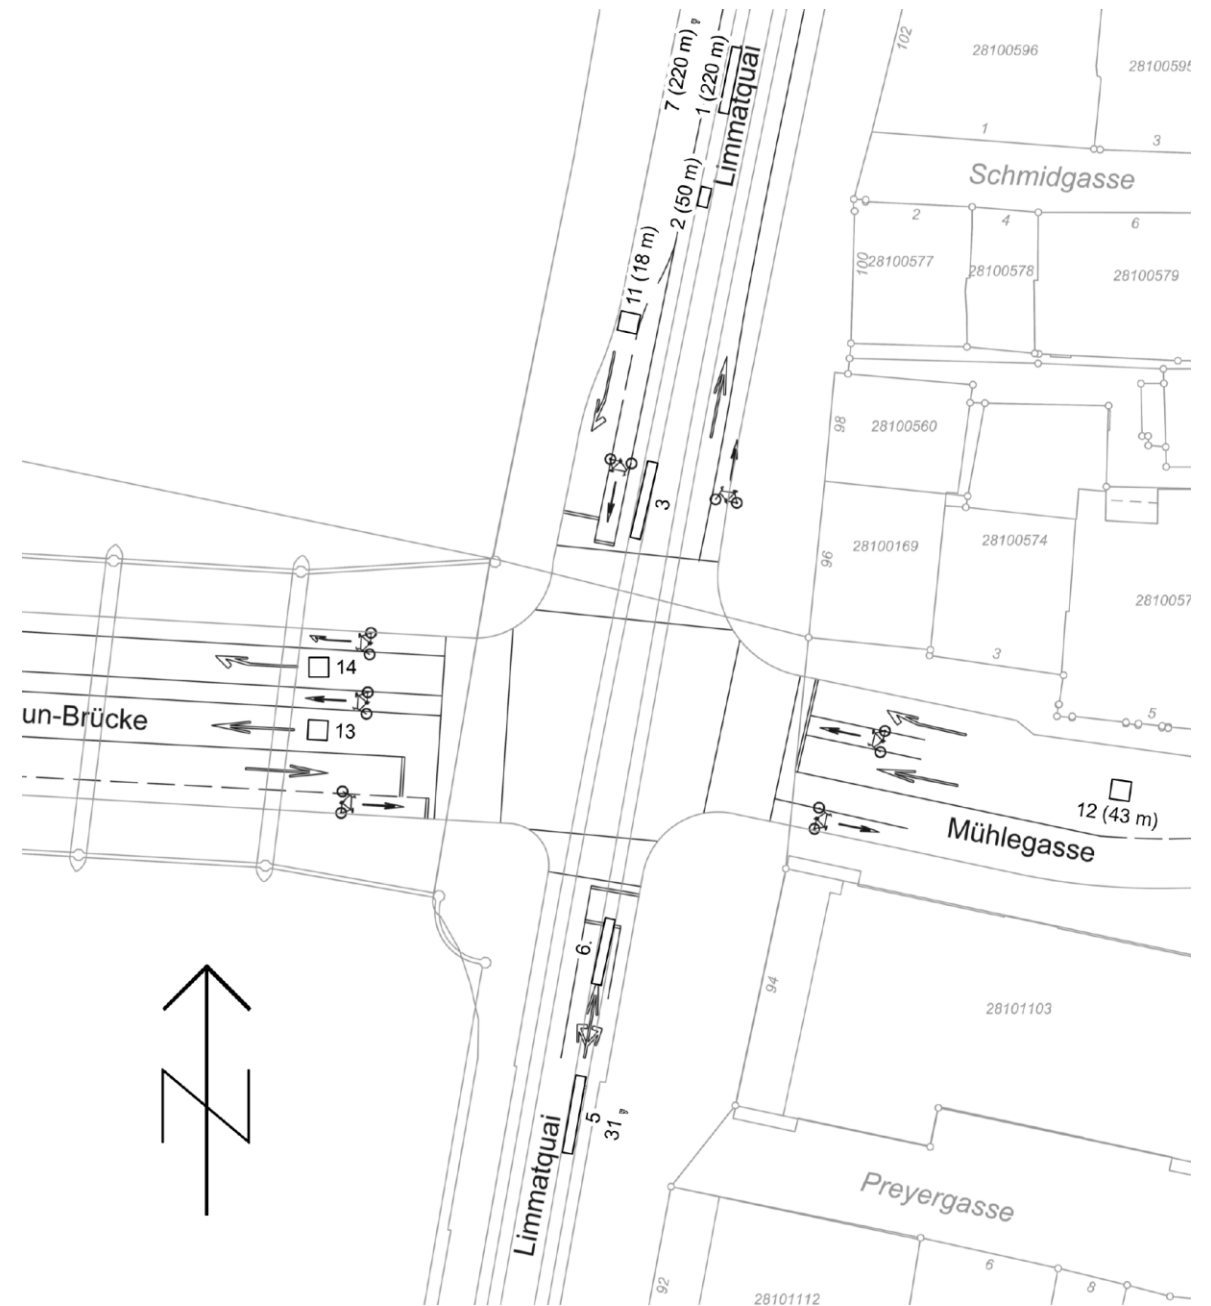 102
28100596
2810059
7 (220 m)
1 (220 m)
Limmatquai
1
3
Schmidgasse
2 (50 m)
2
4
6
11 (18 m)
100
28100577
28100578
28100579
98
28100560
3
96
28100169
28100574
2810057
14
3
un-Brücke
13
5
12 (43 m)
Mühlegasse
6.
94
28101103
N
5
31
Limmatquai
Preyergasse
92
6
8
28101112